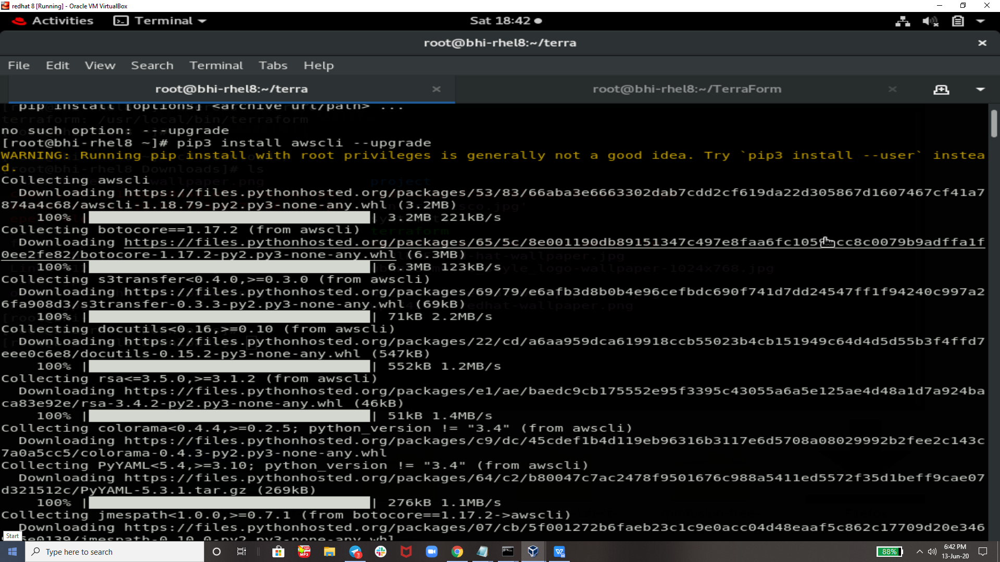 redhat 8 [Running] - Oracle VM VirtualBox
Activities Terminal Sat 18:42
root@bhi-rhel8:~/terra
File Edit View Search Terminal Tabs Help
root@bhi-rhel8:~/terra root@bhi-rhel8:~/TerraForm
pip install [options] <archive url/path> ...
no such option: ---upgrade
[root@bhi-rhel8 ~]# pip3 install awscli --upgrade
WARNING: Running pip install with root privileges is generally not a good idea. Try `pip3 install --user` instea
d.
Collecting awscli
Downloading https://files.pythonhosted.org/packages/53/83/66aba3e6663302dab7cdd2cf619da22d305867d1607467cf41a7
874a4c68/awscli-1.18.79-py2.py3-none-any.whl (3.2MB)
100% | | 3.2MB 221kB/s
Collecting botocore==1.17.2 (from awscli)
Downloading https://files.pythonhosted.org/packages/65/5c/8e001190db89151347c497e8faa6fc105 cc8c0079b9adffa1f
0ee2fe82/botocore-1.17.2-py2.py3-none-any.whl (6.3MB)
100% | | 6.3MB 123kB/s
Collecting s3transfer<0.4.0,>=0.3.0 (from awscli)
Downloading https://files.pythonhosted.org/packages/69/79/e6afb3d8b0b4e96cefbdc690f741d7dd24547ff1f94240c997a2
6fa908d3/s3transfer-0.3.3-py2.py3-none-any.whl (69kB)
100% | | 71kB 2.2MB/s
Collecting docutils<0.16,>=0.10 (from awscli)
Downloading https://files.pythonhosted.org/packages/22/cd/a6aa959dca619918ccb55023b4cb151949c64d4d5d55b3f4ffd7
eee0c6e8/docutils-0.15.2-py3-none-any.whl (547kB)
100% | | 552kB 1.2MB/s
Collecting rsa<=3.5.0,>=3.1.2 (from awscli)
Downloading https://files.pythonhosted.org/packages/e1/ae/baedc9cb175552e95f3395c43055a6a5e125ae4d48a1d7a924ba
ca83e92e/rsa-3.4.2-py2.py3-none-any.whl (46kB)
100% | | 51kB 1.4MB/s
Collecting colorama<0.4.4,>=0.2.5; python_version != "3.4" (from awscli)
Downloading https://files.pythonhosted.org/packages/c9/dc/45cdef1b4d119eb96316b3117e6d5708a08029992b2fee2c143c
7a0a5cc5/colorama-0.4.3-py2.py3-none-any.whl
Collecting PyYAML<5.4,>=3.10; python_version != "3.4" (from awscli)
Downloading https://files.pythonhosted.org/packages/64/c2/b80047c7ac2478f9501676c988a5411ed5572f35d1beff9cae07
d321512c/PyYAML-5.3.1.tar.gz (269kB)
100% | | 276kB 1.1MB/s
Collecting jmespath<1.0.0,>=0.7.1 (from botocore==1.17.2->awscli)
Downloading https://files.pythonhosted.org/packages/07/cb/5f001272b6faeb23c1c9e0acc04d48eaaf5c862c17709d20e346
Start
Type here to search
88%
6:42 PM
13-Jun-20